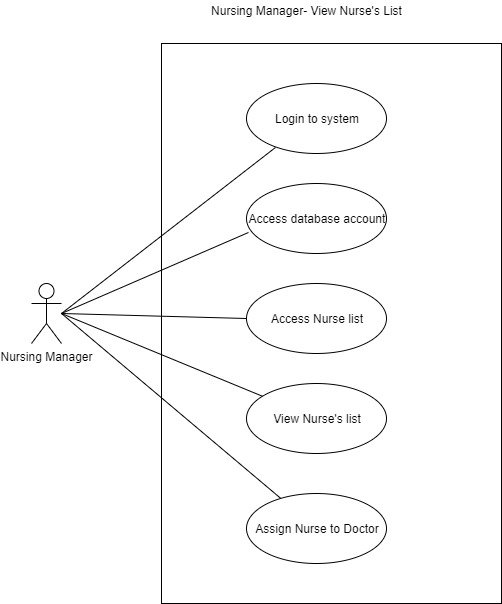 Nursing Manager- View Nurse's List
Login to system
Access database account
Access Nurse list
Nursing Manager
View Nurse's list
Assign Nurse to Doctor